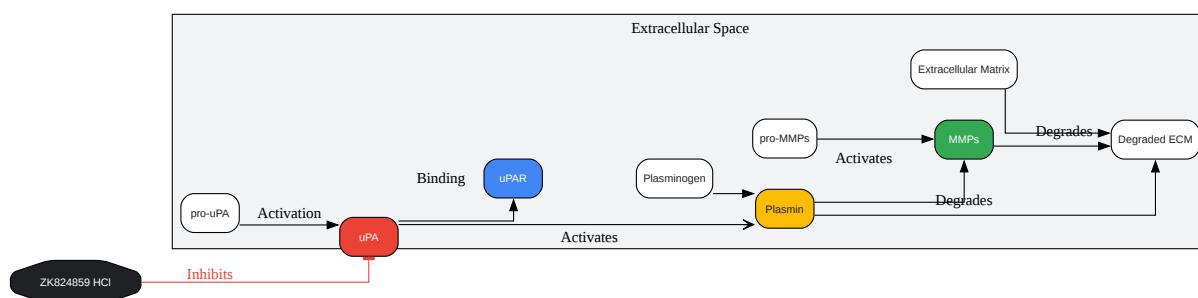 Extracellular Space
Extracellular Matrix
pro-MMPs
Activates
MMPs
Degrades
Degraded ECM
Binding
uPAR
Plasminogen
Plasmin
Degrades
pro-uPA
Activation
uPA
Activates
ZK824859 HCl
Inhibits